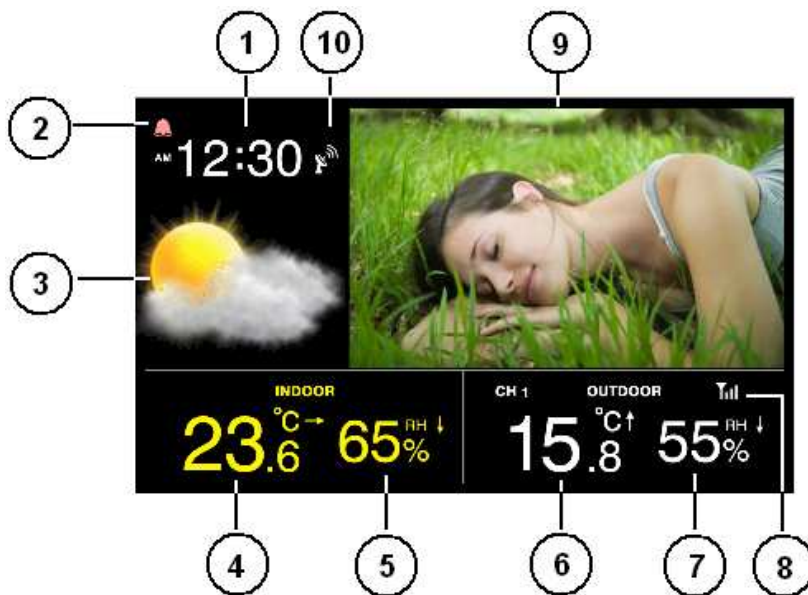 1 10 9
2
AM 12:30
3
INDOOR
CH 1 OUTDOOR
23.6 °C → 65 % RH ↓
15.8 °C ↑ 55 % RH ↓
4 5 6 7 8